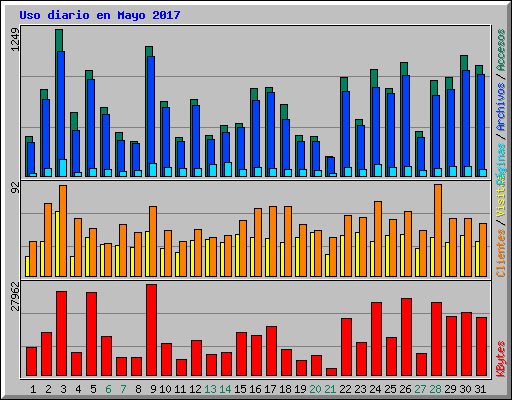 Uso diario en Mayo 2017
1249
92
27962
Accesos / Archivos / Páginas
Clientes / Visitas
KBytes
1 2 3 4 5 6 7 8 9 10 11 12 13 14 15 16 17 18 19 20 21 22 23 24 25 26 27 28 29 30 31